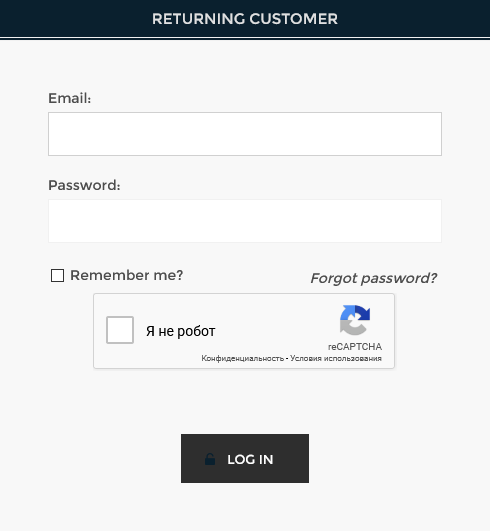 RETURNING CUSTOMER
Email:
Password:
Remember me? Forgot password?
Я не робот
reCAPTCHA
Конфиденциальность - Условия использования
LOG IN